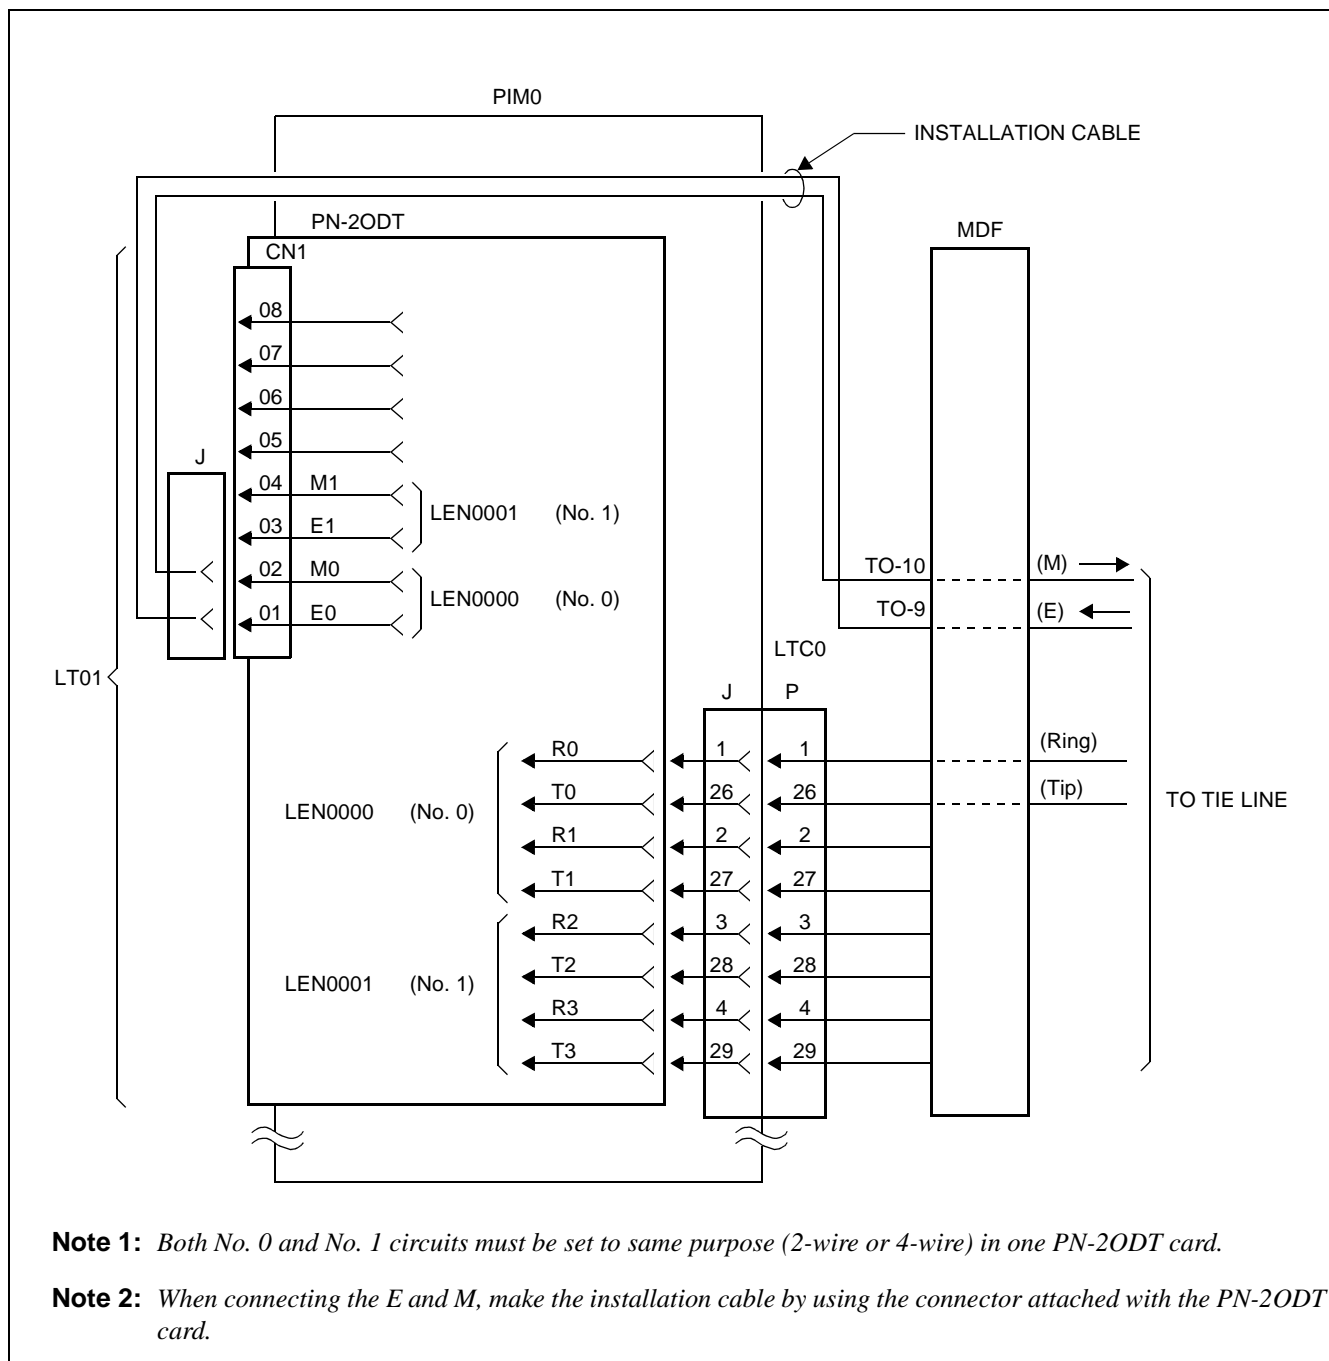 PIM0
INSTALLATION CABLE
PN-2ODT
MDF
CN1
08
07
06
05
J
04 M1
LEN0001 (No. 1)
03 E1
02 M0
LEN0000 (No. 0)
01 E0
TO-10 (M)
TO-9 (E)
LT01
LTC0
J P
R0 1 1 (Ring)
T0 26 26 (Tip)
LEN0000 (No. 0)
TO TIE LINE
R1 2 2
T1 27 27
R2 3 3
T2 28 28
LEN0001 (No. 1)
R3 4 4
T3 29 29
Note 1: Both No. 0 and No. 1 circuits must be set to same purpose (2-wire or 4-wire) in one PN-2ODT card.
Note 2: When connecting the E and M, make the installation cable by using the connector attached with the PN-2ODT
card.